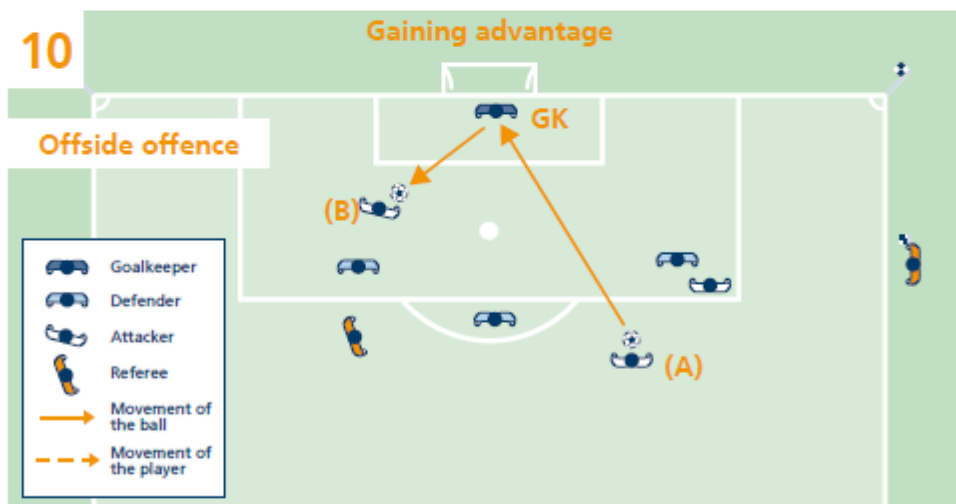 10
Gaining advantage
GK
Offside offence
(B)
(A)
Goalkeeper
Defender
Attacker
Referee
Movement of
the ball
Movement of
the player